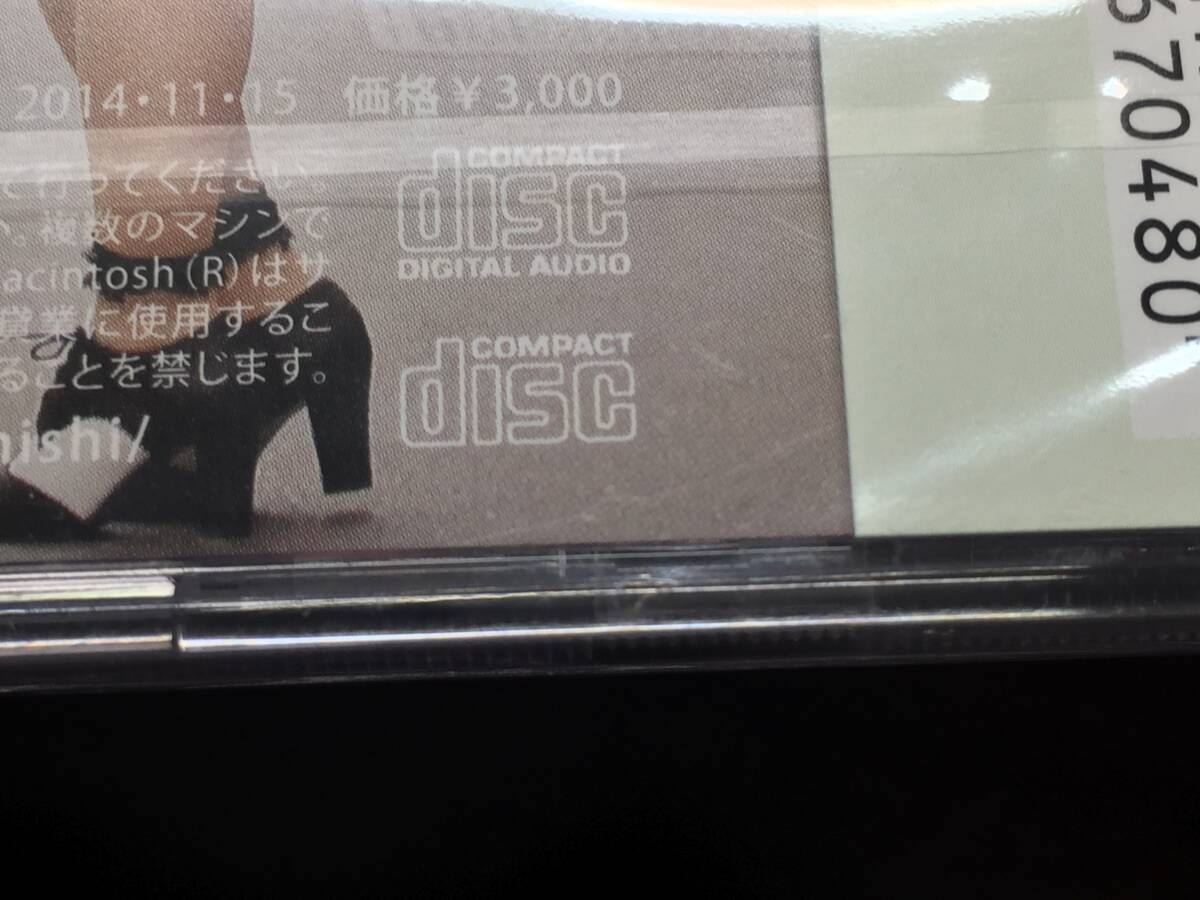 2014・11・15 価格￥3,000
て行ってください。
い。複数のマシンで
acintosh(R)はサ
営業に使用するこ
ることを禁じます。
nishi/
COMPACT
disc
DIGITAL AUDIO
COMPACT
disc
670480